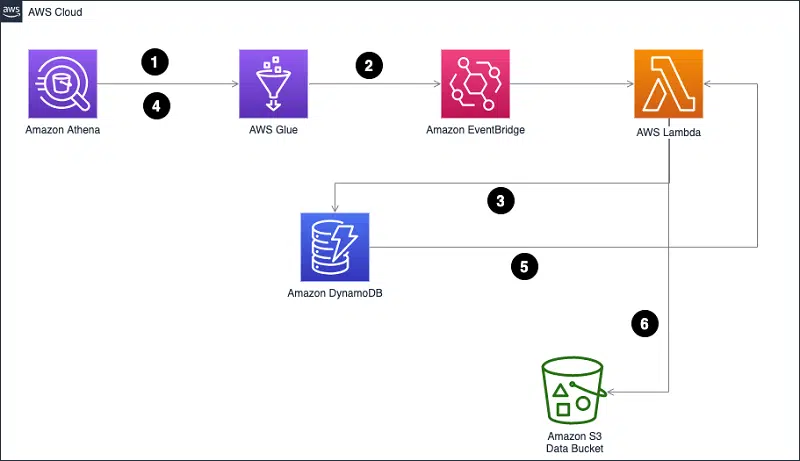 aws
AWS Cloud
1
2
4
Amazon Athena
AWS Glue
Amazon EventBridge
AWS Lambda
3
Amazon DynamoDB
5
6
Amazon S3
Data Bucket